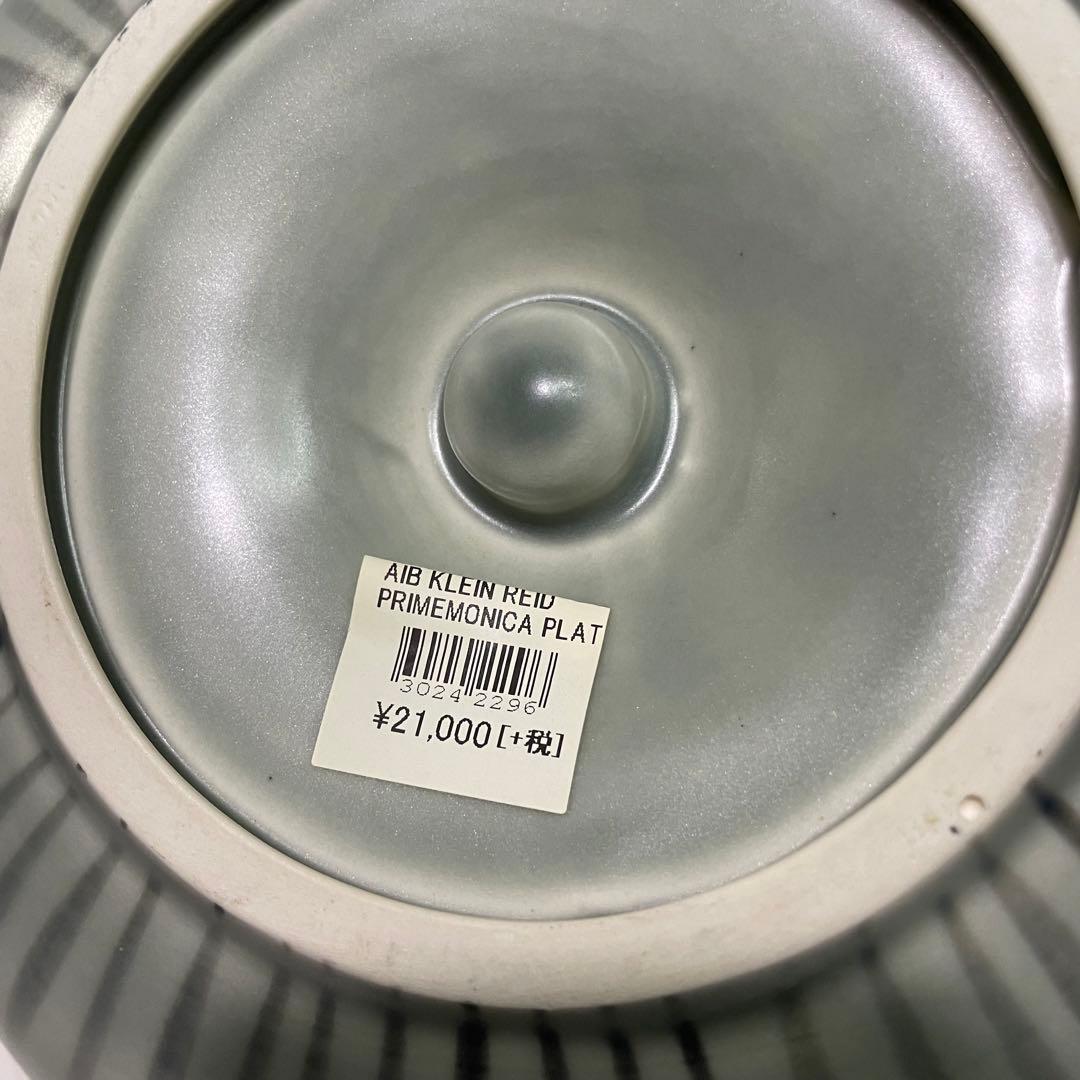 AIB KLEIN REID
PRIMEMONICA PLAT
3024 2296
¥21,000[+税]